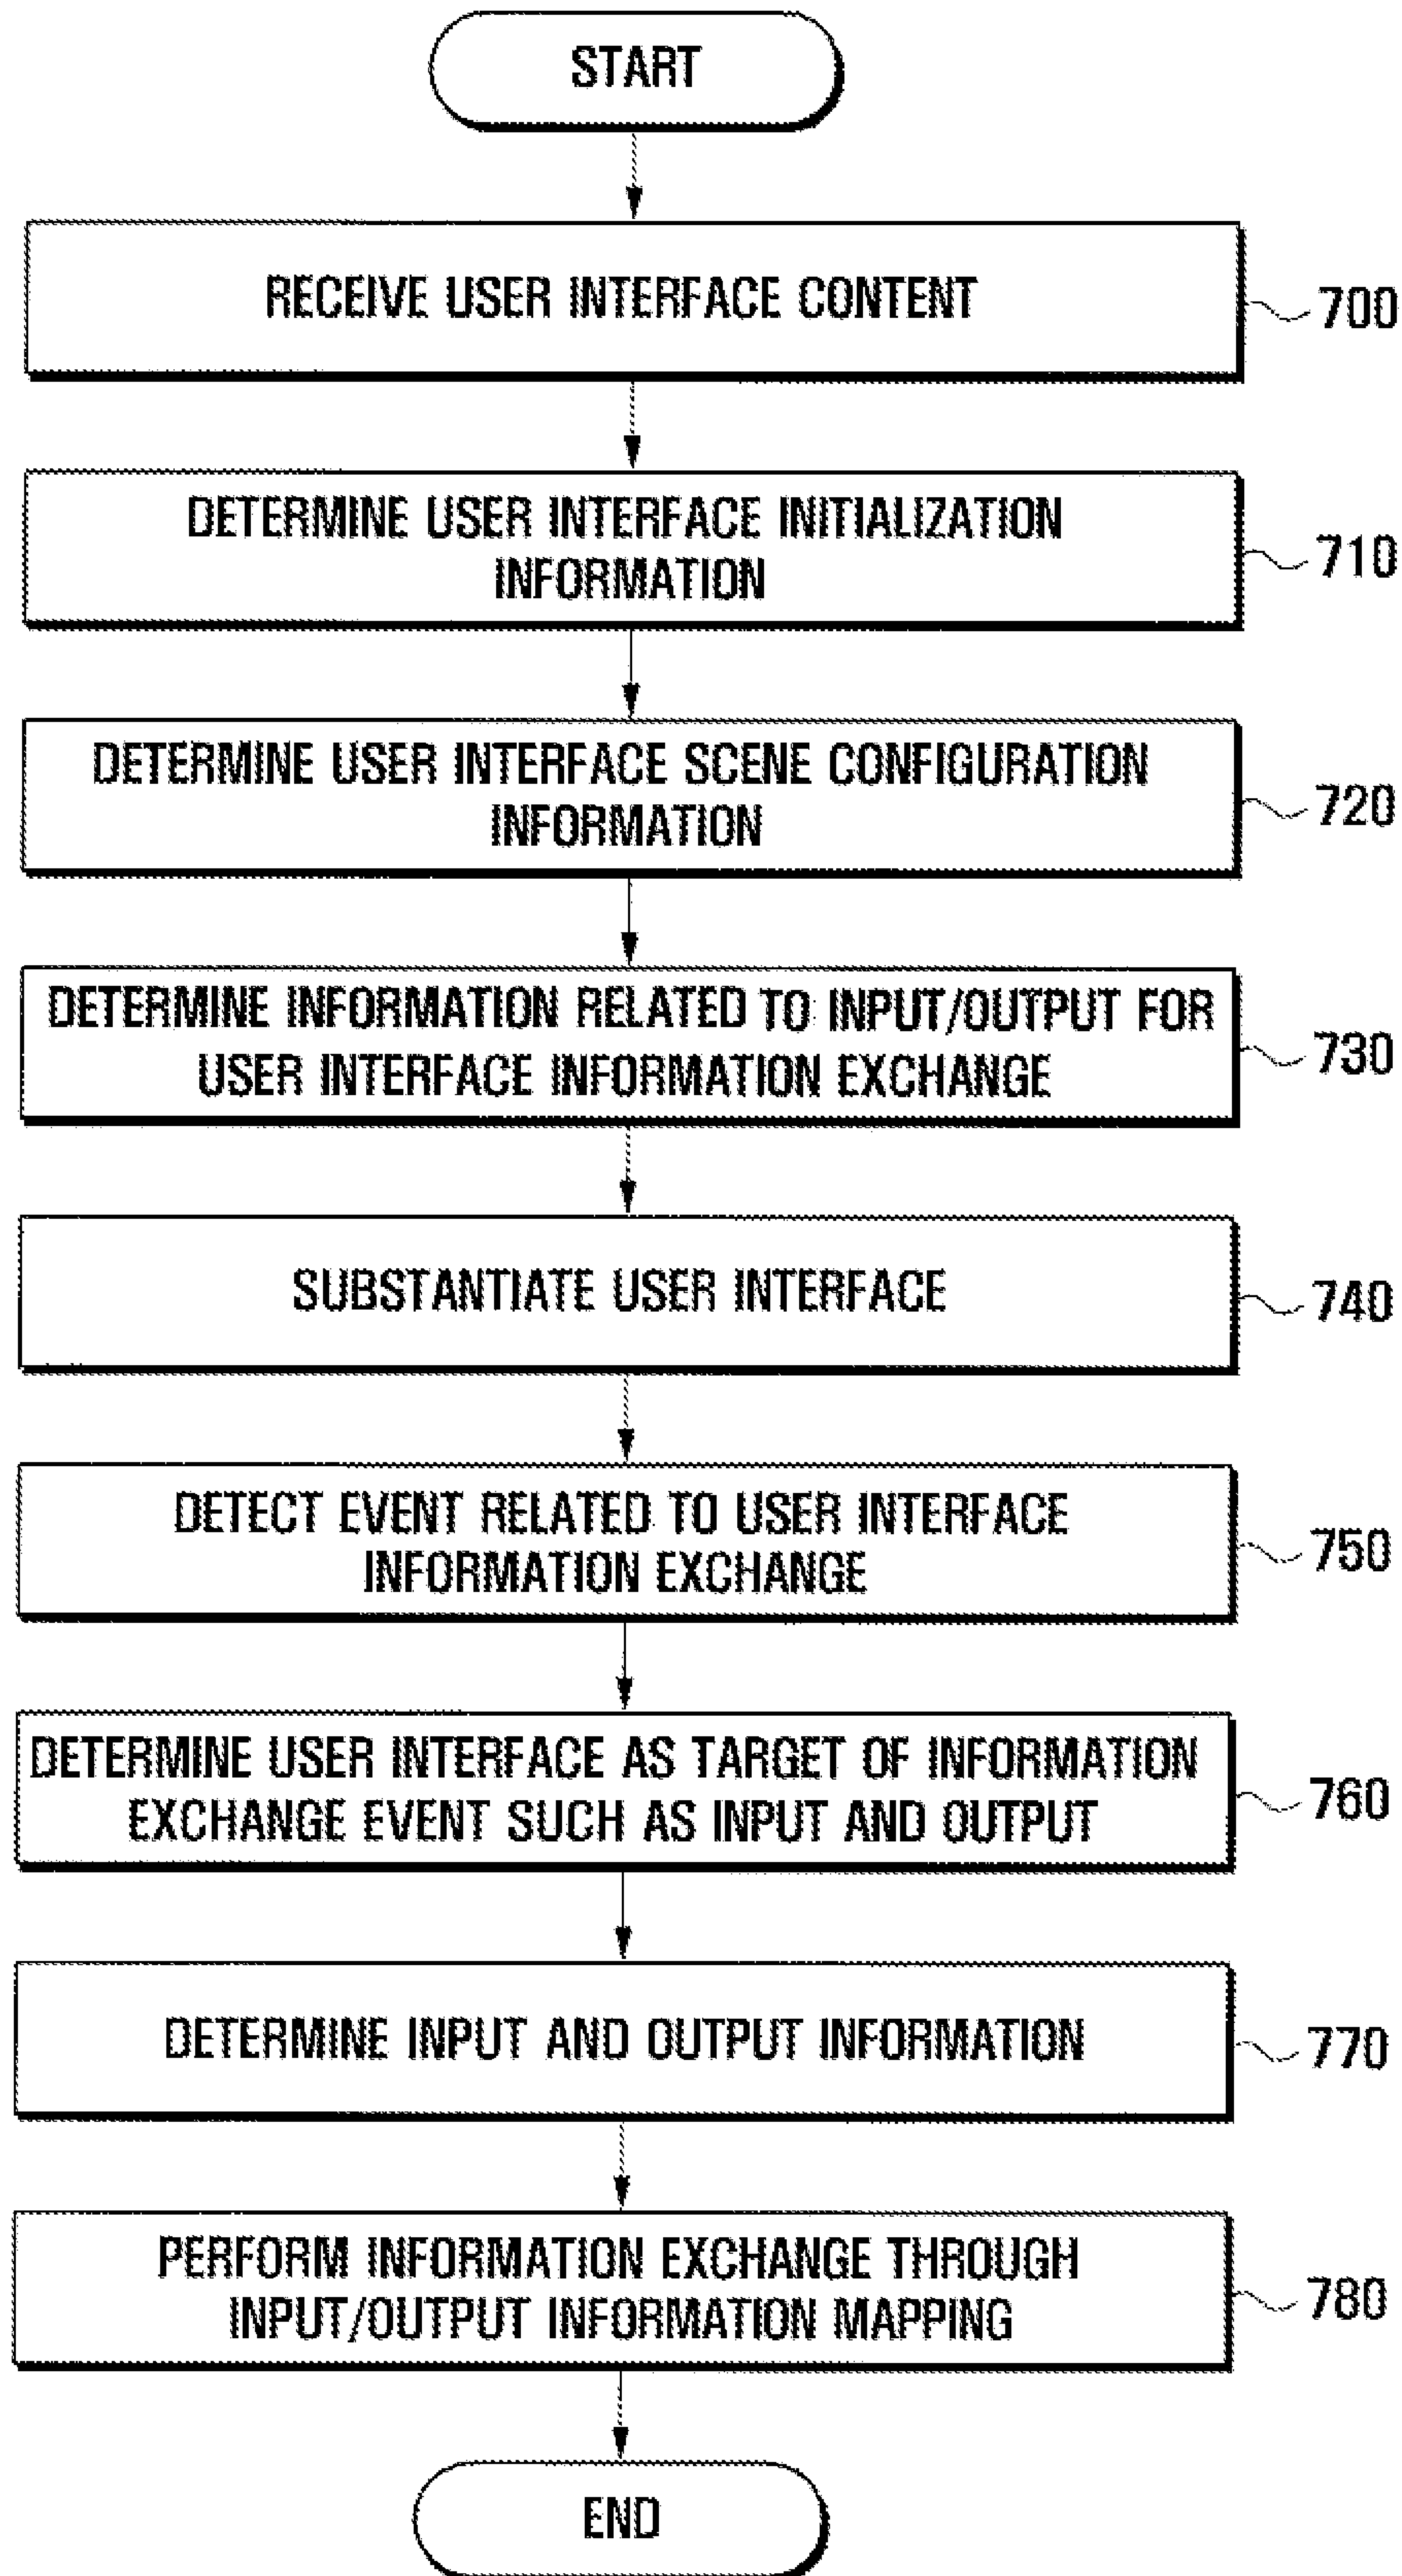 START
RECEIVE USER INTERFACE CONTENT
700
DETERMINE USER INTERFACE INITIALIZATION
INFORMATION
710
DETERMINE USER INTERFACE SCENE CONFIGURATION
INFORMATION
720
DETERMINE INFORMATION RELATED TO INPUT/OUTPUT FOR
USER INTERFACE INFORMATION EXCHANGE
730
SUBSTANTIATE USER INTERFACE
740
DETECT EVENT RELATED TO USER INTERFACE
INFORMATION EXCHANGE
750
DETERMINE USER INTERFACE AS TARGET OF INFORMATION
EXCHANGE EVENT SUCH AS INPUT AND OUTPUT
760
DETERMINE INPUT AND OUTPUT INFORMATION
770
PERFORM INFORMATION EXCHANGE THROUGH
INPUT/OUTPUT INFORMATION MAPPING
780
END